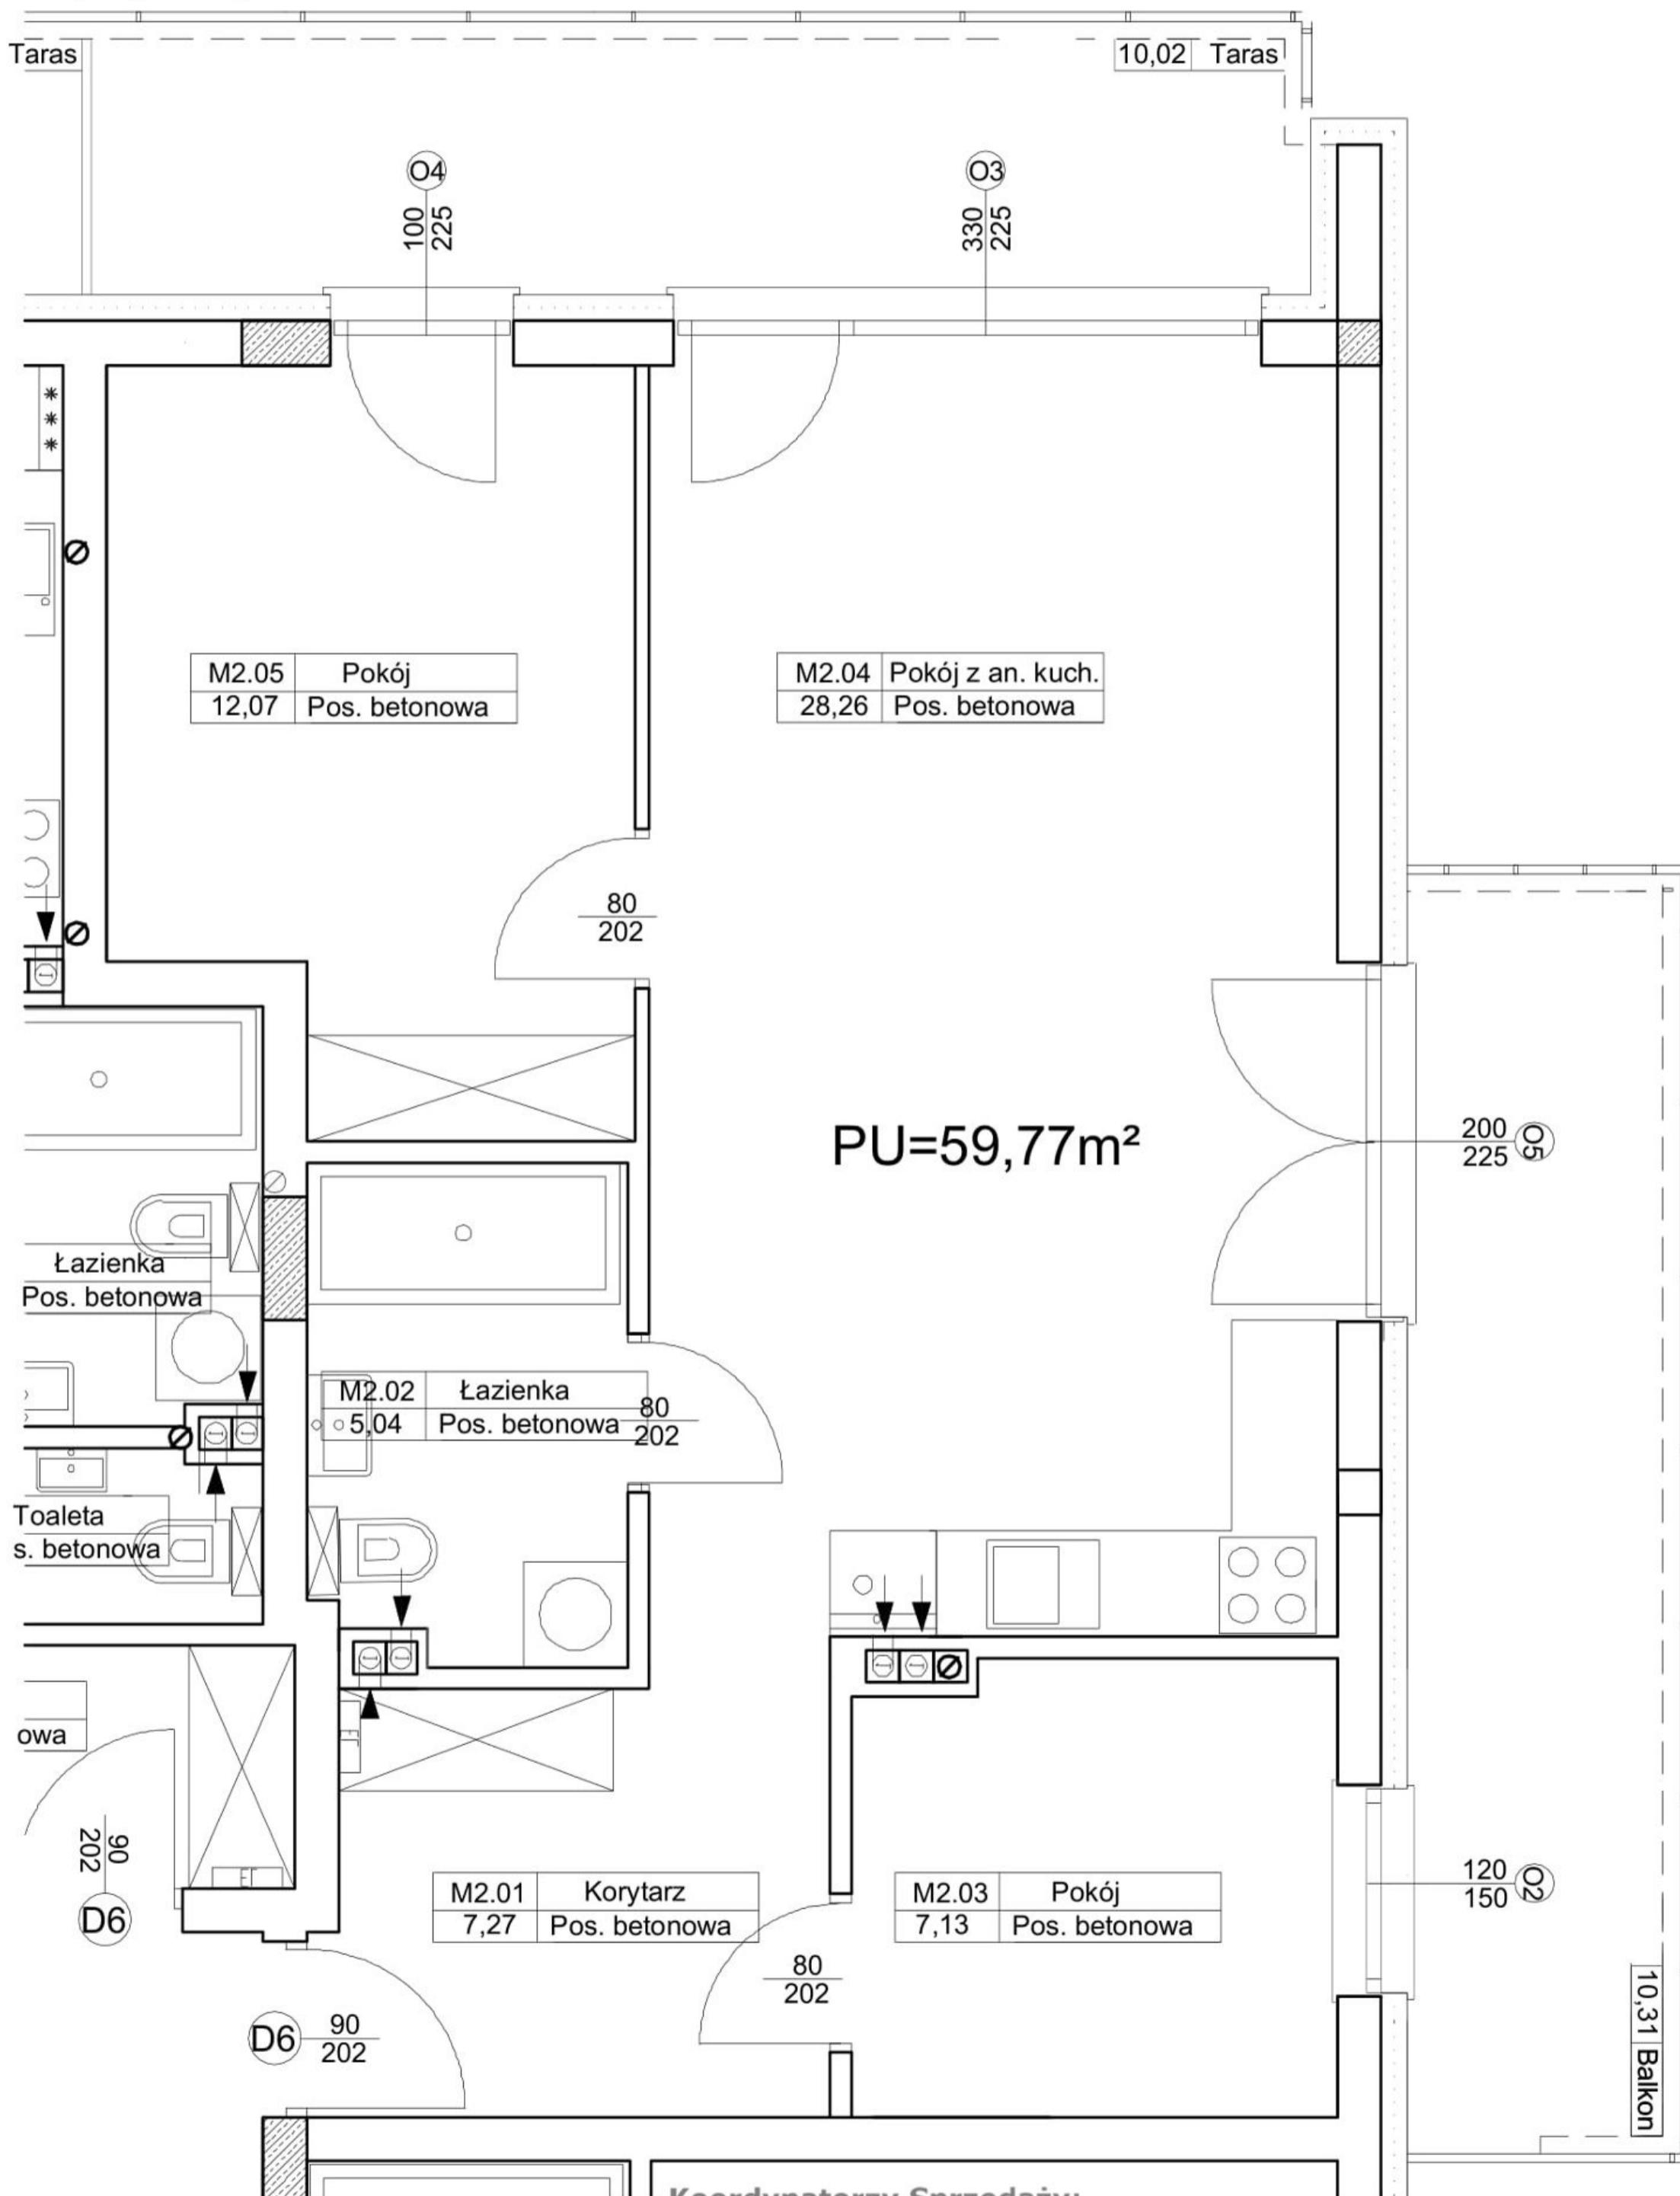 Taras
10,02 Taras
O4
100
225
O3
330
225
M2.05 Pokój
12,07 Pos. betonowa
M2.04 Pokój z an. kuch.
28,26 Pos. betonowa
80
202
PU=59,77m²
200
225
O5
Łazienka
Pos. betonowa
M2.02 Łazienka
5,04 Pos. betonowa
80
202
Toaleta
s. betonowa
owa
90
202
D6
M2.01 Korytarz
7,27 Pos. betonowa
M2.03 Pokój
7,13 Pos. betonowa
120
150
O2
80
202
D6
90
202
10,31 Balkon
Koordynatorzy Sprzedaży: